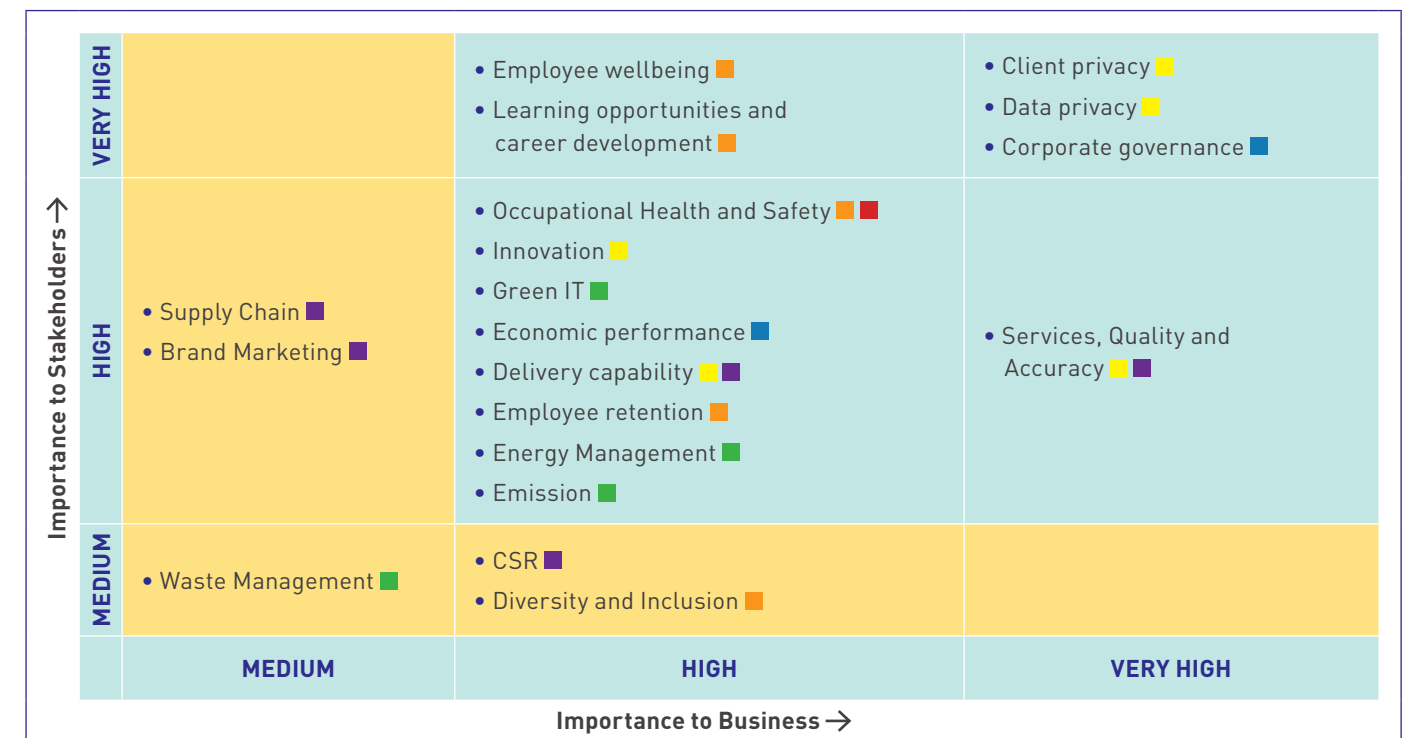 Importance to Stakeholders →
VERY HIGH
• Employee wellbeing
• Learning opportunities and
career development
• Client privacy
• Data privacy
• Corporate governance
HIGH
• Supply Chain
• Brand Marketing
• Occupational Health and Safety
• Innovation
• Green IT
• Economic performance
• Delivery capability
• Employee retention
• Energy Management
• Emission
• Services, Quality and
Accuracy
MEDIUM
• Waste Management
• CSR
• Diversity and Inclusion
MEDIUM
HIGH
VERY HIGH
Importance to Business →